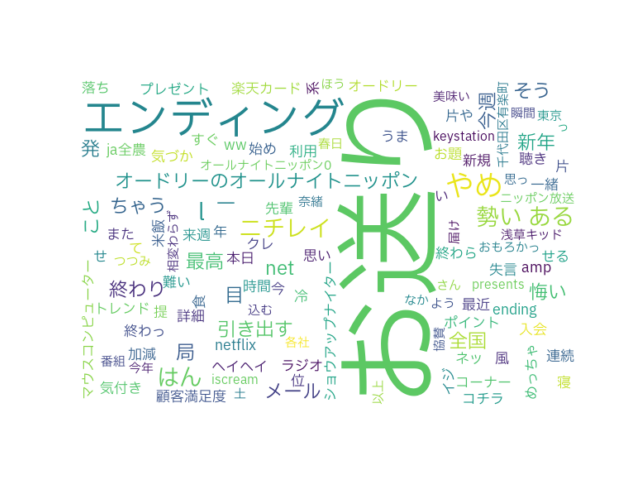 落ち プレゼント 楽天カード 系 ほう オードリー 美味い 今週 千代田区有楽町 そう
エンディング お送り うま 片や 瞬間 東京
発 ja全農 すぐ ww 始め 利用 春日 keystation 新年 っ
気づか オールナイトニッポン0 お題 新規 聴き 片
オードリーのオールナイトニッポン やめ 思っ 一緒
こと ちゃう l ー 先輩 奈緒 い ニッポン放送
また 米飯 相変わらず 来週 年 ニチレイ 届け 勢い ある
せ て つつみ 最高 本日 クレ 思い 終わら 浅草キッド おもろかっ せる
マウスコンピューター 終わり 難い 食 目 時間 今 net 冷 ショウアップナイター さん 失言 presents amp 悔い
トレンド 提 詳細 引き出す 込む なか よう 最近 ending
終わっ netflix 各社 協賛 全国 ポイント 入会
番組 加減 局 ヘイヘイ ラジオ ネッ 風 連続
今年 気付き はん iscream 位 イジ コーナー めっちゃ 寝
顧客満足度 土 メール 以上 コチラ